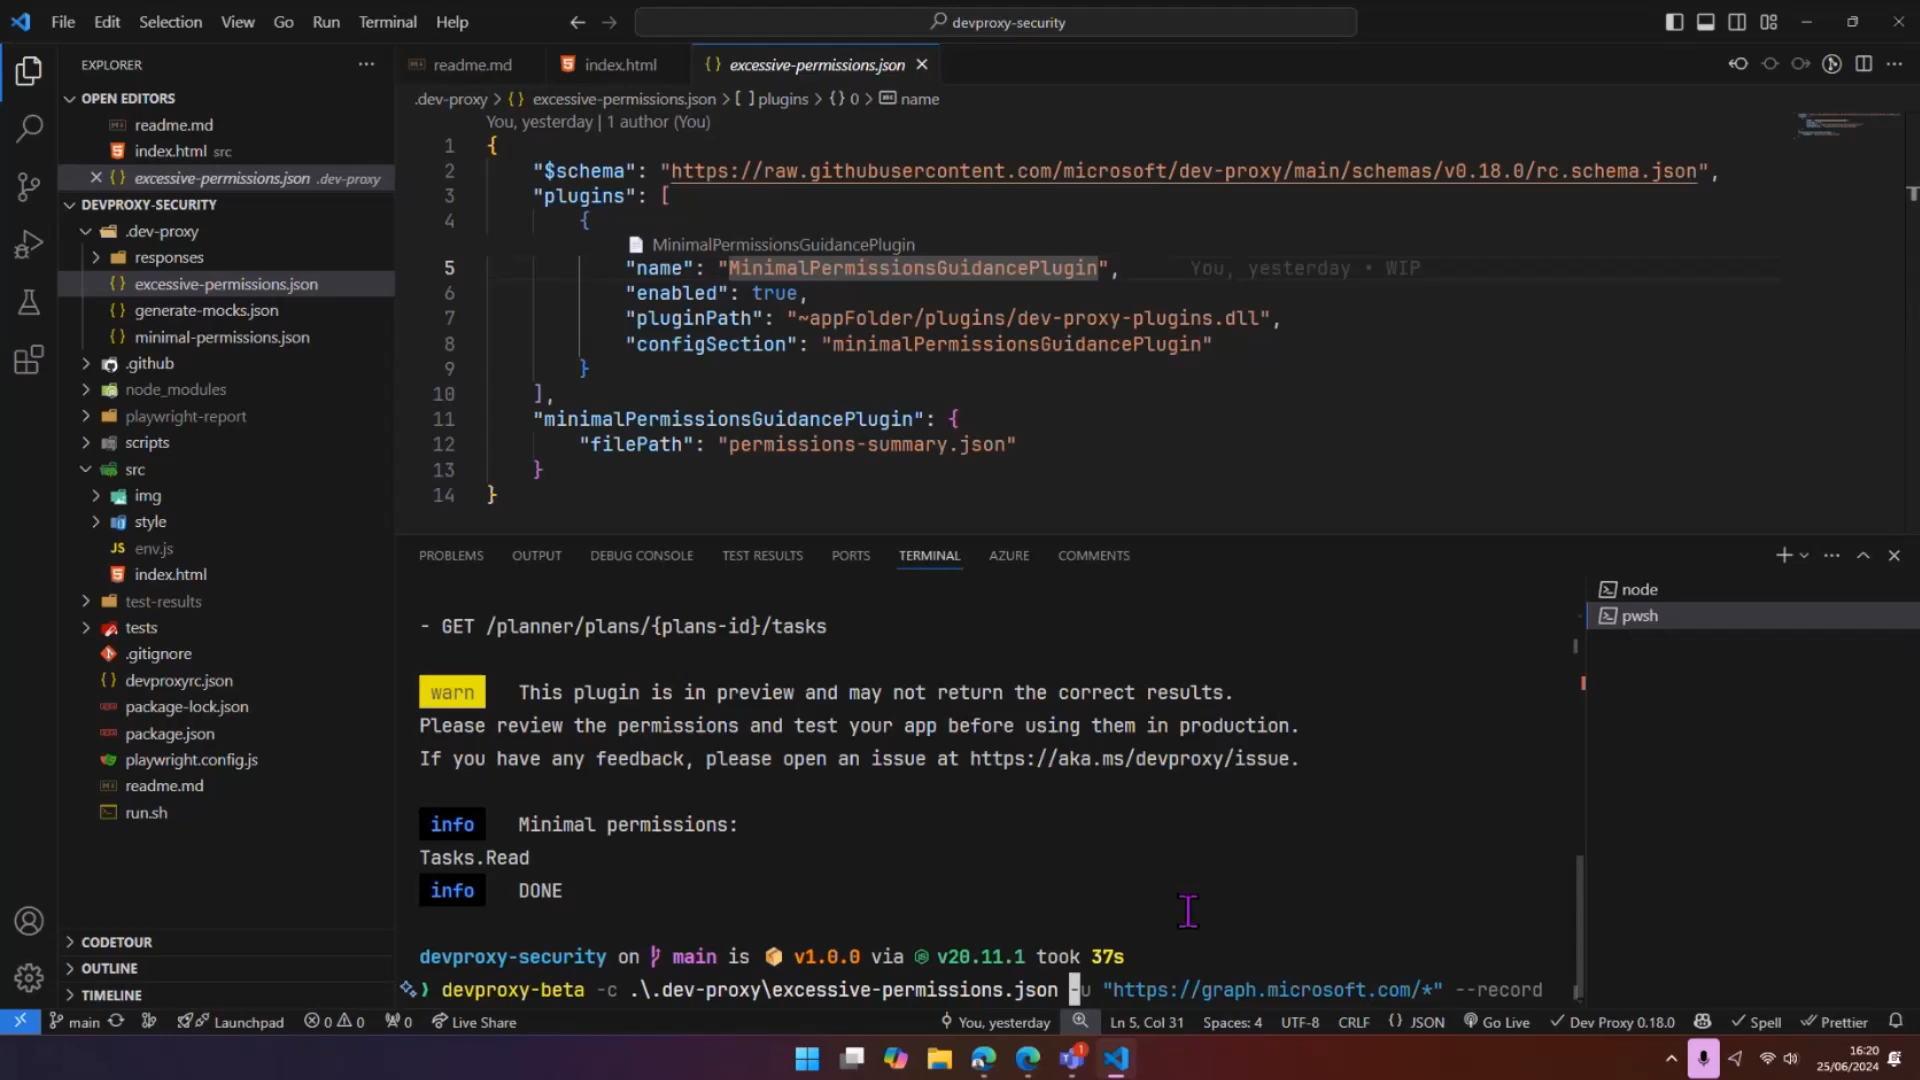 File Edit Selection View Go Run Terminal Help
devproxy-security
EXPLORER
OPEN EDITORS
readme.md
index.html src
excessive-permissions.json .dev-proxy
DEVPROXY-SECURITY
.dev-proxy
responses
excessive-permissions.json
generate-mocks.json
minimal-permissions.json
.github
node_modules
playwright-report
scripts
src
img
style
JS env.js
index.html
test-results
tests
.gitignore
devproxyrc.json
package-lock.json
package.json
playwright.config.js
readme.md
run.sh
CODETOUR
OUTLINE
TIMELINE
readme.md
index.html
{} excessive-permissions.json
.dev-proxy > {} excessive-permissions.json > [ ] plugins > {} 0 > name
You, yesterday | 1 author (You)
1 {
2 "$schema": "https://raw.githubusercontent.com/microsoft/dev-proxy/main/schemas/v0.18.0/rc.schema.json",
3 "plugins": [
4 {
MinimalPermissionsGuidancePlugin
5 "name": "MinimalPermissionsGuidancePlugin", You, yesterday • WIP
6 "enabled": true,
7 "pluginPath": "~appFolder/plugins/dev-proxy-plugins.dll",
8 "configSection": "minimalPermissionsGuidancePlugin"
9 }
10 ],
11 "minimalPermissionsGuidancePlugin": {
12 "filePath": "permissions-summary.json"
13 }
14 }
PROBLEMS OUTPUT DEBUG CONSOLE TEST RESULTS PORTS TERMINAL AZURE COMMENTS
node
pwsh
- GET /planner/plans/{plans-id}/tasks
warn This plugin is in preview and may not return the correct results.
Please review the permissions and test your app before using them in production.
If you have any feedback, please open an issue at https://aka.ms/devproxy/issue.
info Minimal permissions:
Tasks.Read
info DONE
devproxy-security on main is v1.0.0 via v20.11.1 took 37s
❯ devproxy-beta -c .\.dev-proxy\excessive-permissions.json -u "https://graph.microsoft.com/*" --record
main Launchpad 0 0 0 Live Share You, yesterday Ln 5, Col 31 Spaces: 4 UTF-8 CRLF {} JSON Go Live Dev Proxy 0.18.0 Spell Prettier
1
16:20
25/06/2024